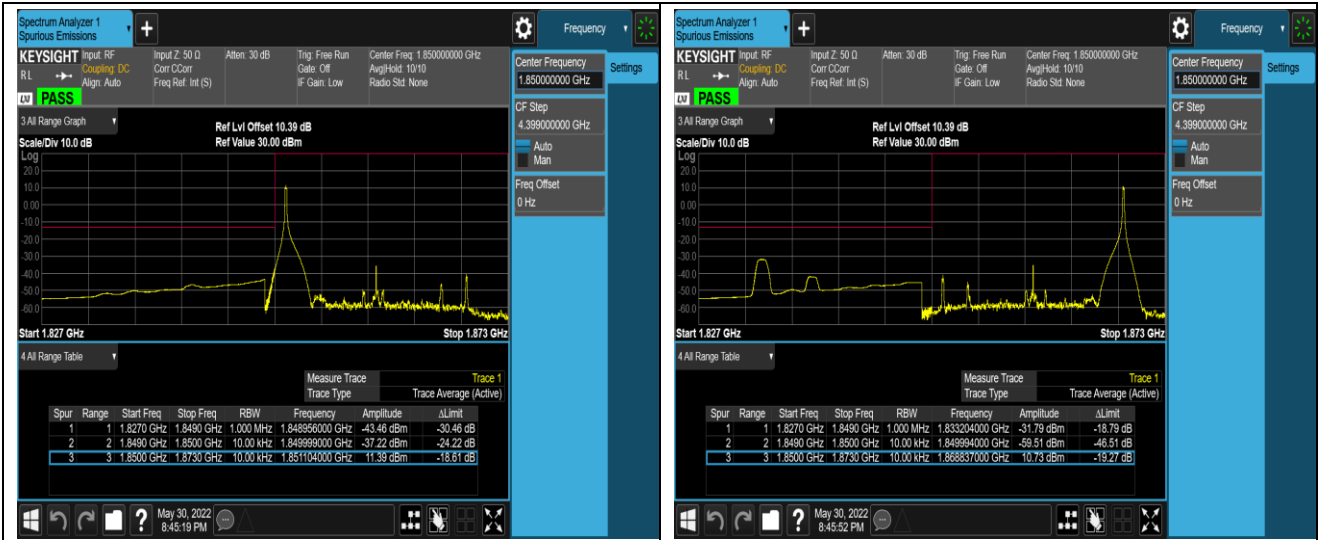 Spectrum Analyzer 1
Spurious Emissions
+
Frequency
KEYSIGHT Input: RF Input Z: 50 Ω Atten: 30 dB Trig: Free Run Center Freq: 1.850000000 GHz
Coupling: DC Corr CCorr Gate: Off Avg|Hold: 10/10
RL Align: Auto Freq Ref: Int (S) IF Gain: Low Radio Std: None
LXI PASS
Center Frequency
1.850000000 GHz
Settings
CF Step
4.399000000 GHz
Auto
Man
Freq Offset
0 Hz
3 All Range Graph
Ref Lvl Offset 10.39 dB
Scale/Div 10.0 dB Ref Value 30.00 dBm
Log
20.0
10.0
0.00
-10.0
-20.0
-30.0
-40.0
-50.0
-60.0
Start 1.827 GHz Stop 1.873 GHz
4 All Range Table
Measure Trace Trace 1
Trace Type Trace Average (Active)
Spur Range Start Freq Stop Freq RBW Frequency Amplitude ΔLimit
1 1 1.8270 GHz 1.8490 GHz 1.000 MHz 1.848956000 GHz -43.46 dBm -30.46 dB
2 2 1.8490 GHz 1.8500 GHz 10.00 kHz 1.849999000 GHz -37.22 dBm -24.22 dB
3 3 1.8500 GHz 1.8730 GHz 10.00 kHz 1.851104000 GHz 11.39 dBm -18.61 dB
? May 30, 2022
8:45:19 PM
Spectrum Analyzer 1
Spurious Emissions
+
Frequency
KEYSIGHT Input: RF Input Z: 50 Ω Atten: 30 dB Trig: Free Run Center Freq: 1.850000000 GHz
Coupling: DC Corr CCorr Gate: Off Avg|Hold: 10/10
RL Align: Auto Freq Ref: Int (S) IF Gain: Low Radio Std: None
LXI PASS
Center Frequency
1.850000000 GHz
Settings
CF Step
4.399000000 GHz
Auto
Man
Freq Offset
0 Hz
3 All Range Graph
Ref Lvl Offset 10.39 dB
Scale/Div 10.0 dB Ref Value 30.00 dBm
Log
20.0
10.0
0.00
-10.0
-20.0
-30.0
-40.0
-50.0
-60.0
Start 1.827 GHz Stop 1.873 GHz
4 All Range Table
Measure Trace Trace 1
Trace Type Trace Average (Active)
Spur Range Start Freq Stop Freq RBW Frequency Amplitude ΔLimit
1 1 1.8270 GHz 1.8490 GHz 1.000 MHz 1.833204000 GHz -31.79 dBm -18.79 dB
2 2 1.8490 GHz 1.8500 GHz 10.00 kHz 1.849994000 GHz -59.51 dBm -46.51 dB
3 3 1.8500 GHz 1.8730 GHz 10.00 kHz 1.868837000 GHz 10.73 dBm -19.27 dB
? May 30, 2022
8:45:52 PM